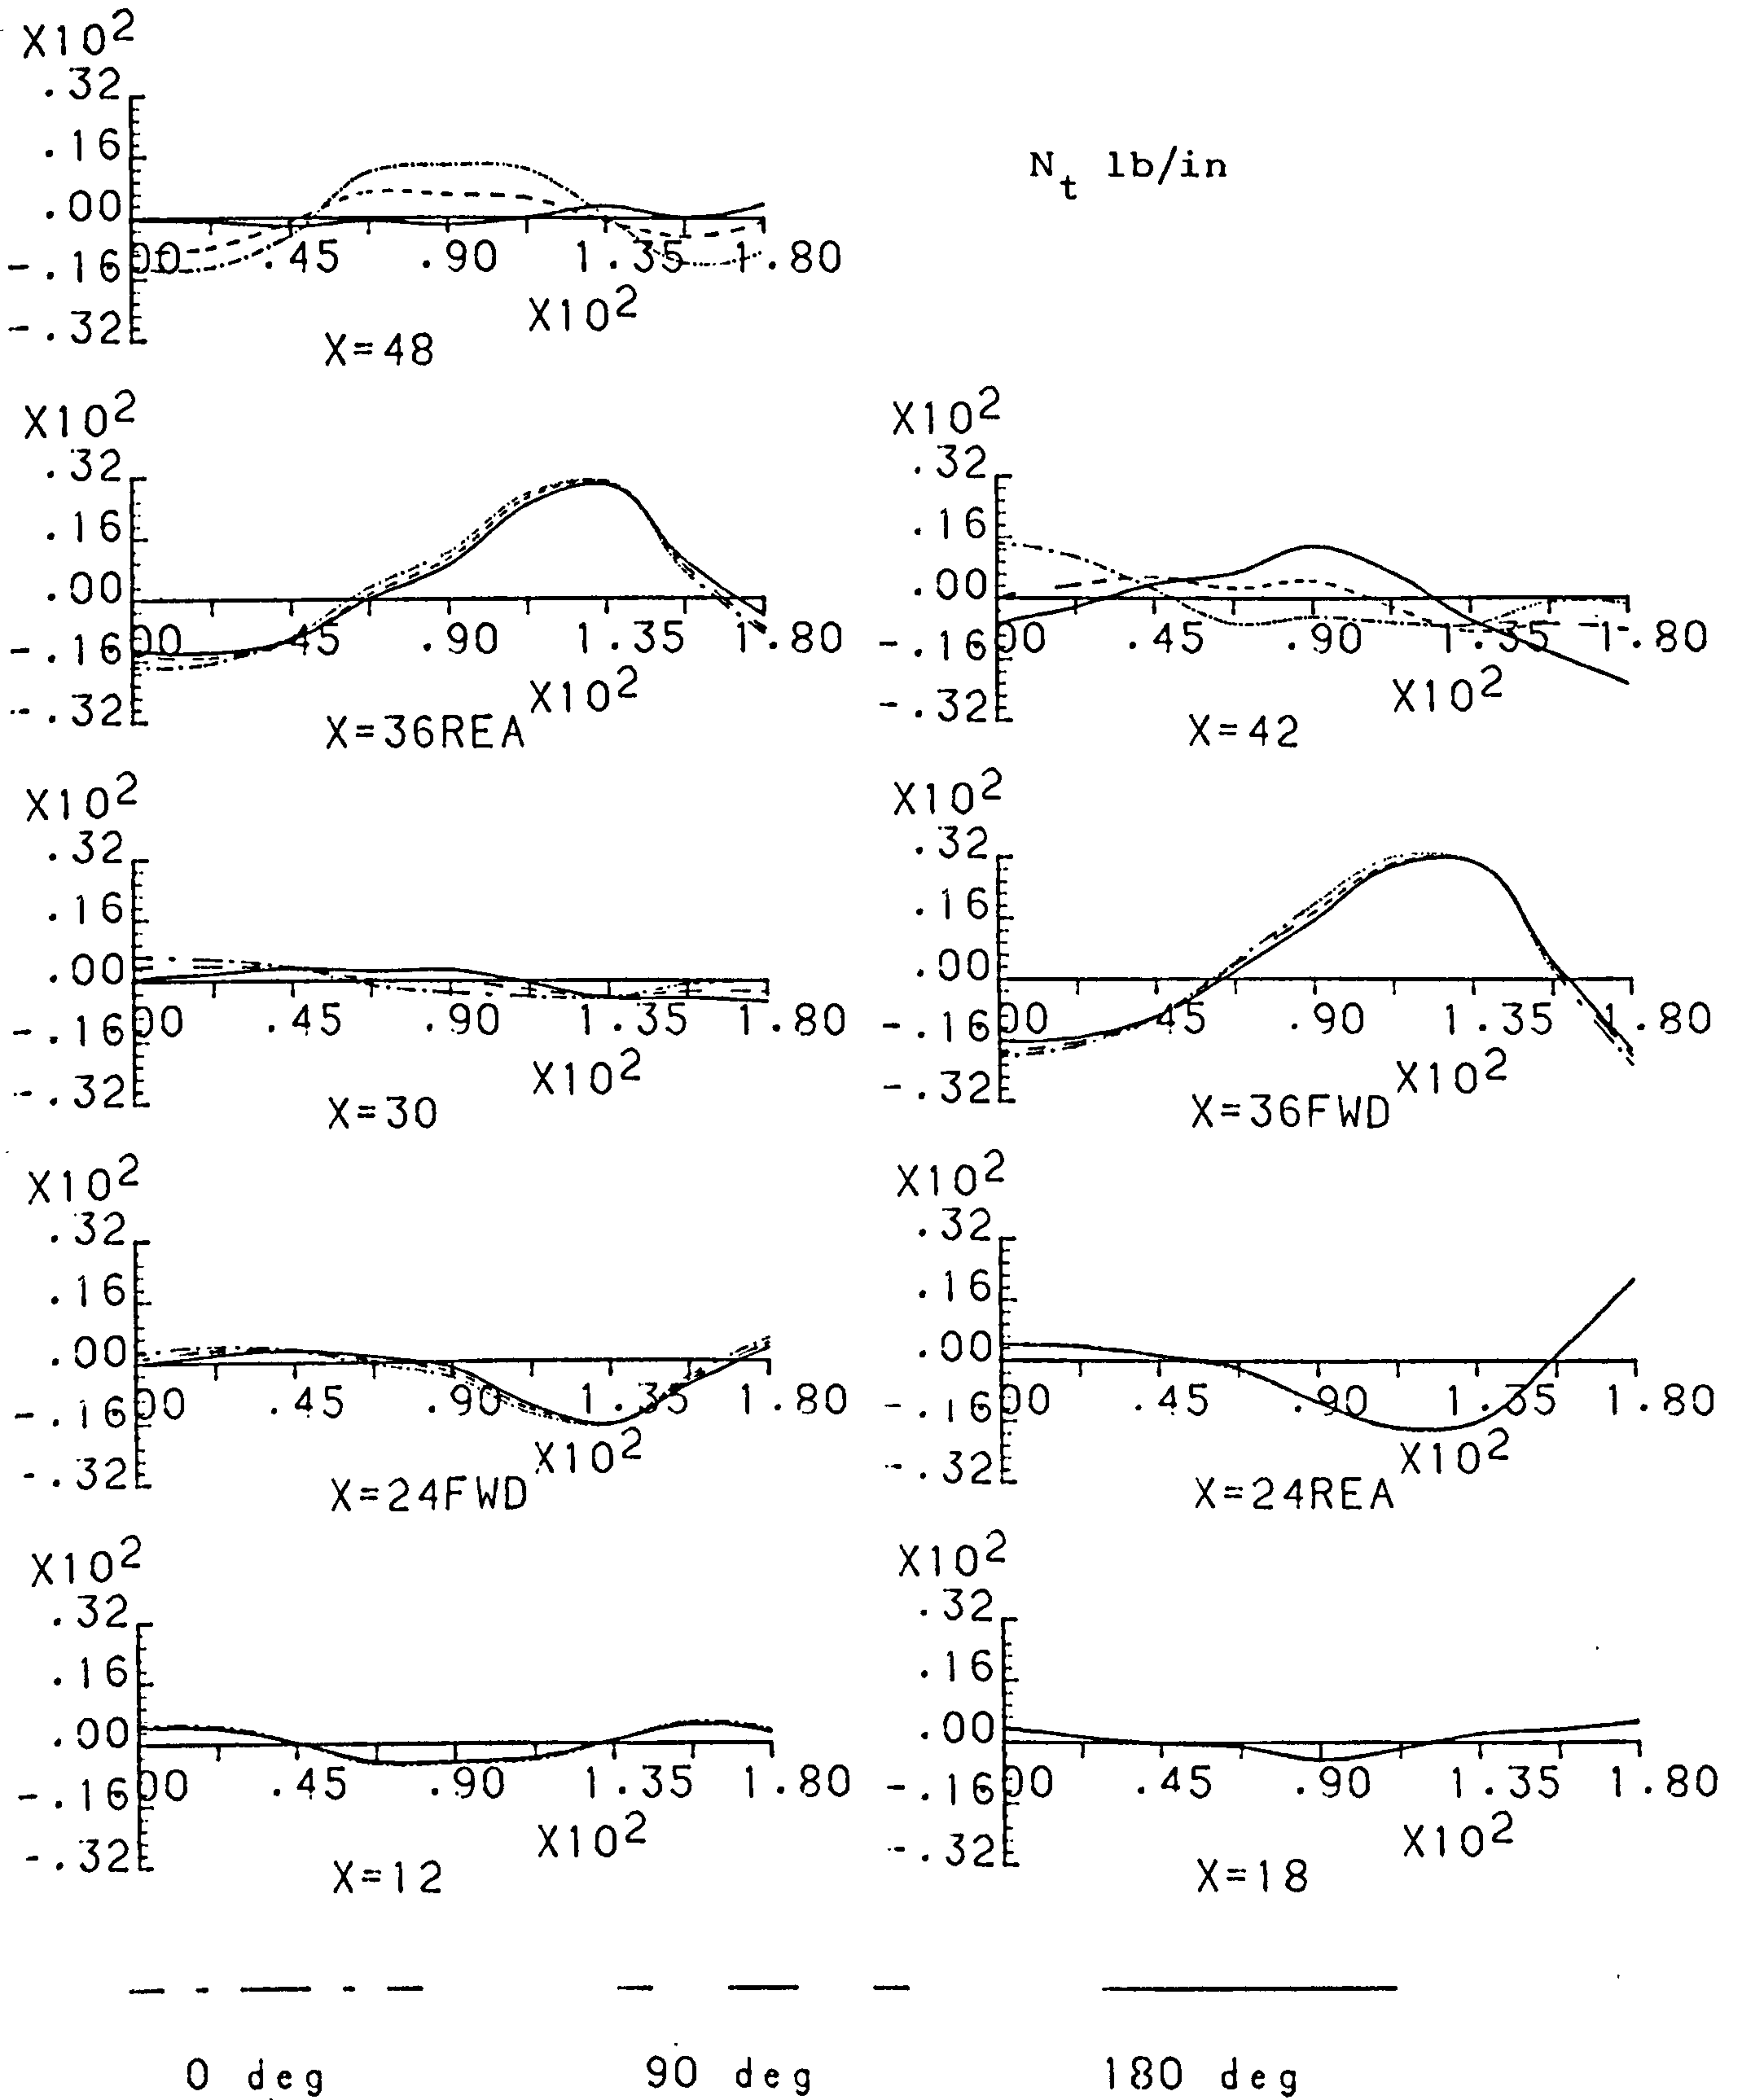 X10²
.32
.16
.00
-.16
-.32
.00 .45 .90 1.35 1.80
X10²
X=48
N_t lb/in
X10²
.32
.16
.00
-.16
-.32
.00 .45 .90 1.35 1.80
X10²
X=36REA
X10²
.32
.16
.00
-.16
-.32
.00 .45 .90 1.35 1.80
X10²
X=42
X10²
.32
.16
.00
-.16
-.32
.00 .45 .90 1.35 1.80
X10²
X=30
X10²
.32
.16
.00
-.16
-.32
.00 .45 .90 1.35 1.80
X10²
X=36FWD
X10²
.32
.16
.00
-.16
-.32
.00 .45 .90 1.35 1.80
X10²
X=24FWD
X10²
.32
.16
.00
-.16
-.32
.00 .45 .90 1.35 1.80
X10²
X=24REA
X10²
.32
.16
.00
-.16
-.32
.00 .45 .90 1.35 1.80
X10²
X=12
X10²
.32
.16
.00
-.16
-.32
.00 .45 .90 1.35 1.80
X10²
X=18
0 deg 90 deg 180 deg